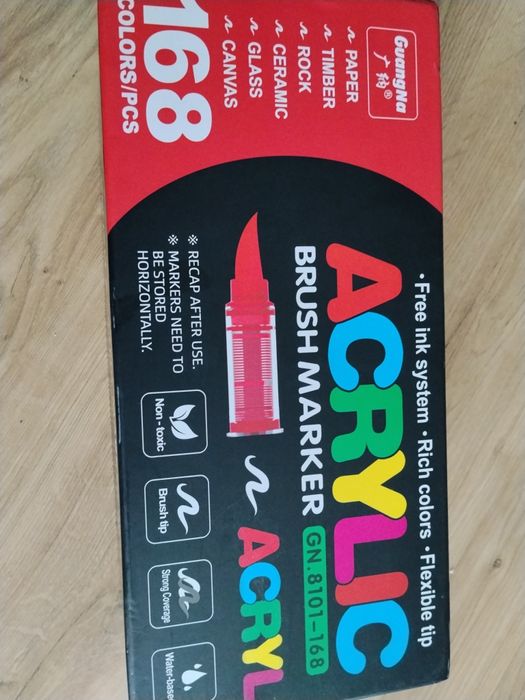 GuangNa
广纳®
PAPER
TIMBER
ROCK
CERAMIC
GLASS
CANVAS
168
COLORS/PCS
•Free ink system •Rich colors •Flexible tip
ACRYLIC
BRUSH MARKER GN.8101-168
※ RECAP AFTER USE.
※ MARKERS NEED TO
BE STORED
HORIZONTALLY.
Non-toxic
Brush tip
Strong Coverage
Water-base
ACRYL